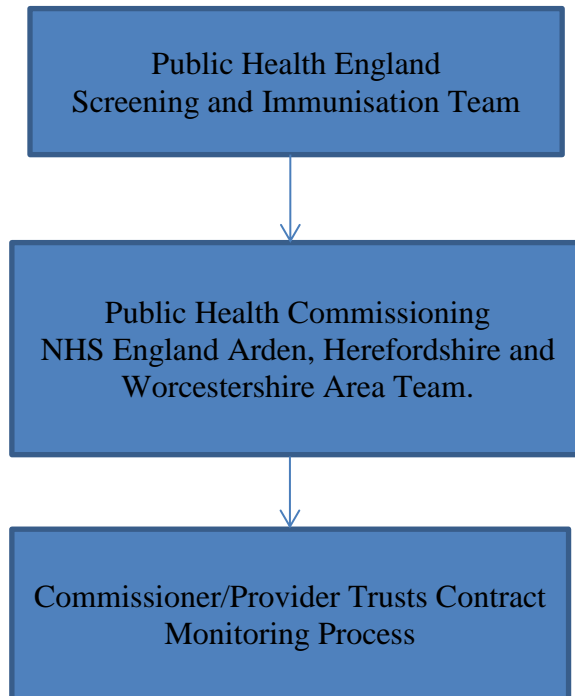 Public Health England
Screening and Immunisation Team
Public Health Commissioning
NHS England Arden, Herefordshire and
Worcestershire Area Team.
Commissioner/Provider Trusts Contract
Monitoring Process